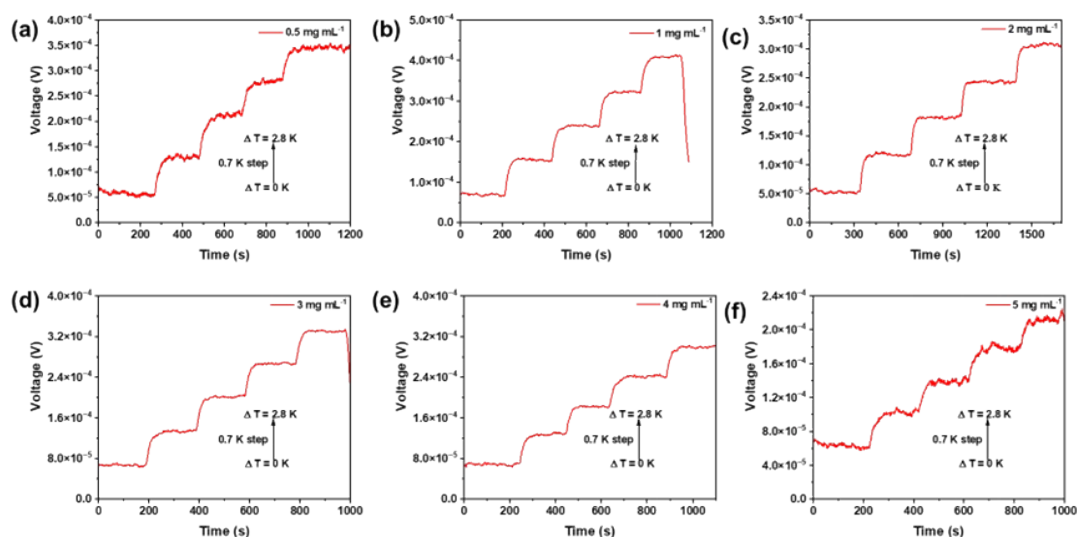 (a)
0.5 mg mL⁻¹
4.0×10⁻⁴
3.5×10⁻⁴
3.0×10⁻⁴
2.5×10⁻⁴
2.0×10⁻⁴
1.5×10⁻⁴
1.0×10⁻⁴
5.0×10⁻⁵
0.0
Voltage (V)
Δ T = 2.8 K
0.7 K step
Δ T = 0 K
0 200 400 600 800 1000 1200
Time (s)
(b)
1 mg mL⁻¹
5.0×10⁻⁴
4.0×10⁻⁴
3.0×10⁻⁴
2.0×10⁻⁴
1.0×10⁻⁴
0.0
Voltage (V)
Δ T = 2.8 K
0.7 K step
Δ T = 0 K
0 200 400 600 800 1000 1200
Time (s)
(c)
2 mg mL⁻¹
3.5×10⁻⁴
3.0×10⁻⁴
2.5×10⁻⁴
2.0×10⁻⁴
1.5×10⁻⁴
1.0×10⁻⁴
5.0×10⁻⁵
0.0
Voltage (V)
Δ T = 2.8 K
0.7 K step
Δ T = 0 K
0 300 600 900 1200 1500
Time (s)
(d)
3 mg mL⁻¹
4.0×10⁻⁴
3.2×10⁻⁴
2.4×10⁻⁴
1.6×10⁻⁴
8.0×10⁻⁵
0.0
Voltage (V)
Δ T = 2.8 K
0.7 K step
Δ T = 0 K
0 200 400 600 800 1000
Time (s)
(e)
4 mg mL⁻¹
4.0×10⁻⁴
3.2×10⁻⁴
2.4×10⁻⁴
1.6×10⁻⁴
8.0×10⁻⁵
0.0
Voltage (V)
Δ T = 2.8 K
0.7 K step
Δ T = 0 K
0 200 400 600 800 1000
Time (s)
(f)
5 mg mL⁻¹
2.4×10⁻⁴
2.0×10⁻⁴
1.6×10⁻⁴
1.2×10⁻⁴
8.0×10⁻⁵
4.0×10⁻⁵
0.0
Voltage (V)
Δ T = 2.8 K
0.7 K step
Δ T = 0 K
0 200 400 600 800 1000
Time (s)